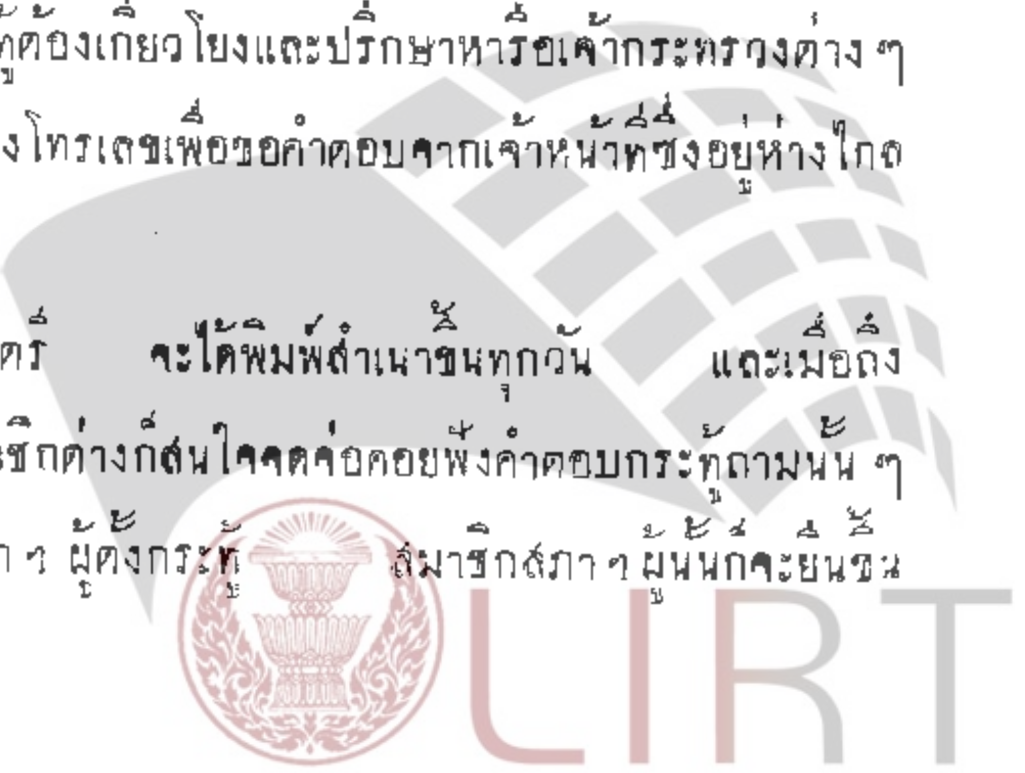 ทู้ต้องเกี่ยวโยงและปรึกษาหารือเจ้ากระทรวงต่าง ๆ
งโทรเลขเพื่อขอคำตอบจากเจ้าหน้าที่ซึ่งอยู่ห่างไกล
ตรี จะได้พิมพ์สำเนาขึ้นทุกวัน และเมื่อถึง
ชิกต่างก็สนใจจดจ่อคอยฟังคำตอบกระทู้ถามนั้น ๆ
า ฯ ผู้ตั้งกระทู้ สมาชิกสภา ฯ ผู้นั้นก็จะยืนขึ้น
LIRT